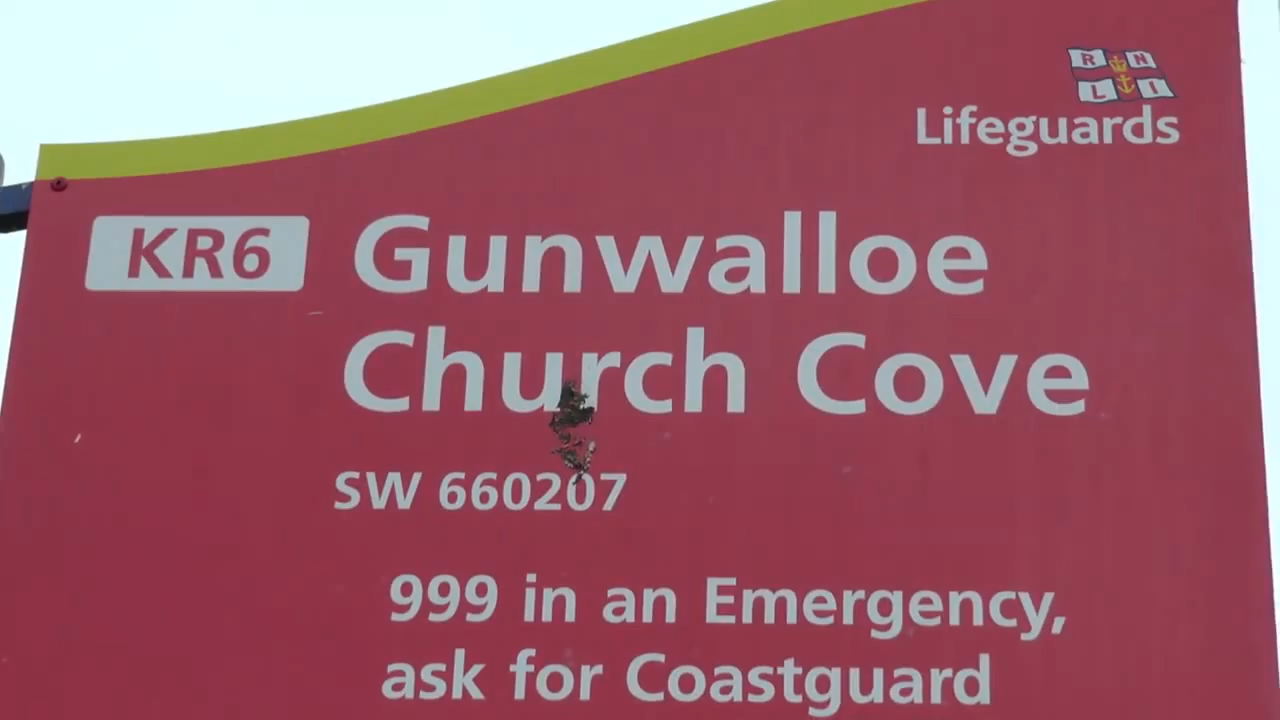 R N
L I
Lifeguards
KR6 Gunwalloe
Church Cove
SW 660207
999 in an Emergency,
ask for Coastguard